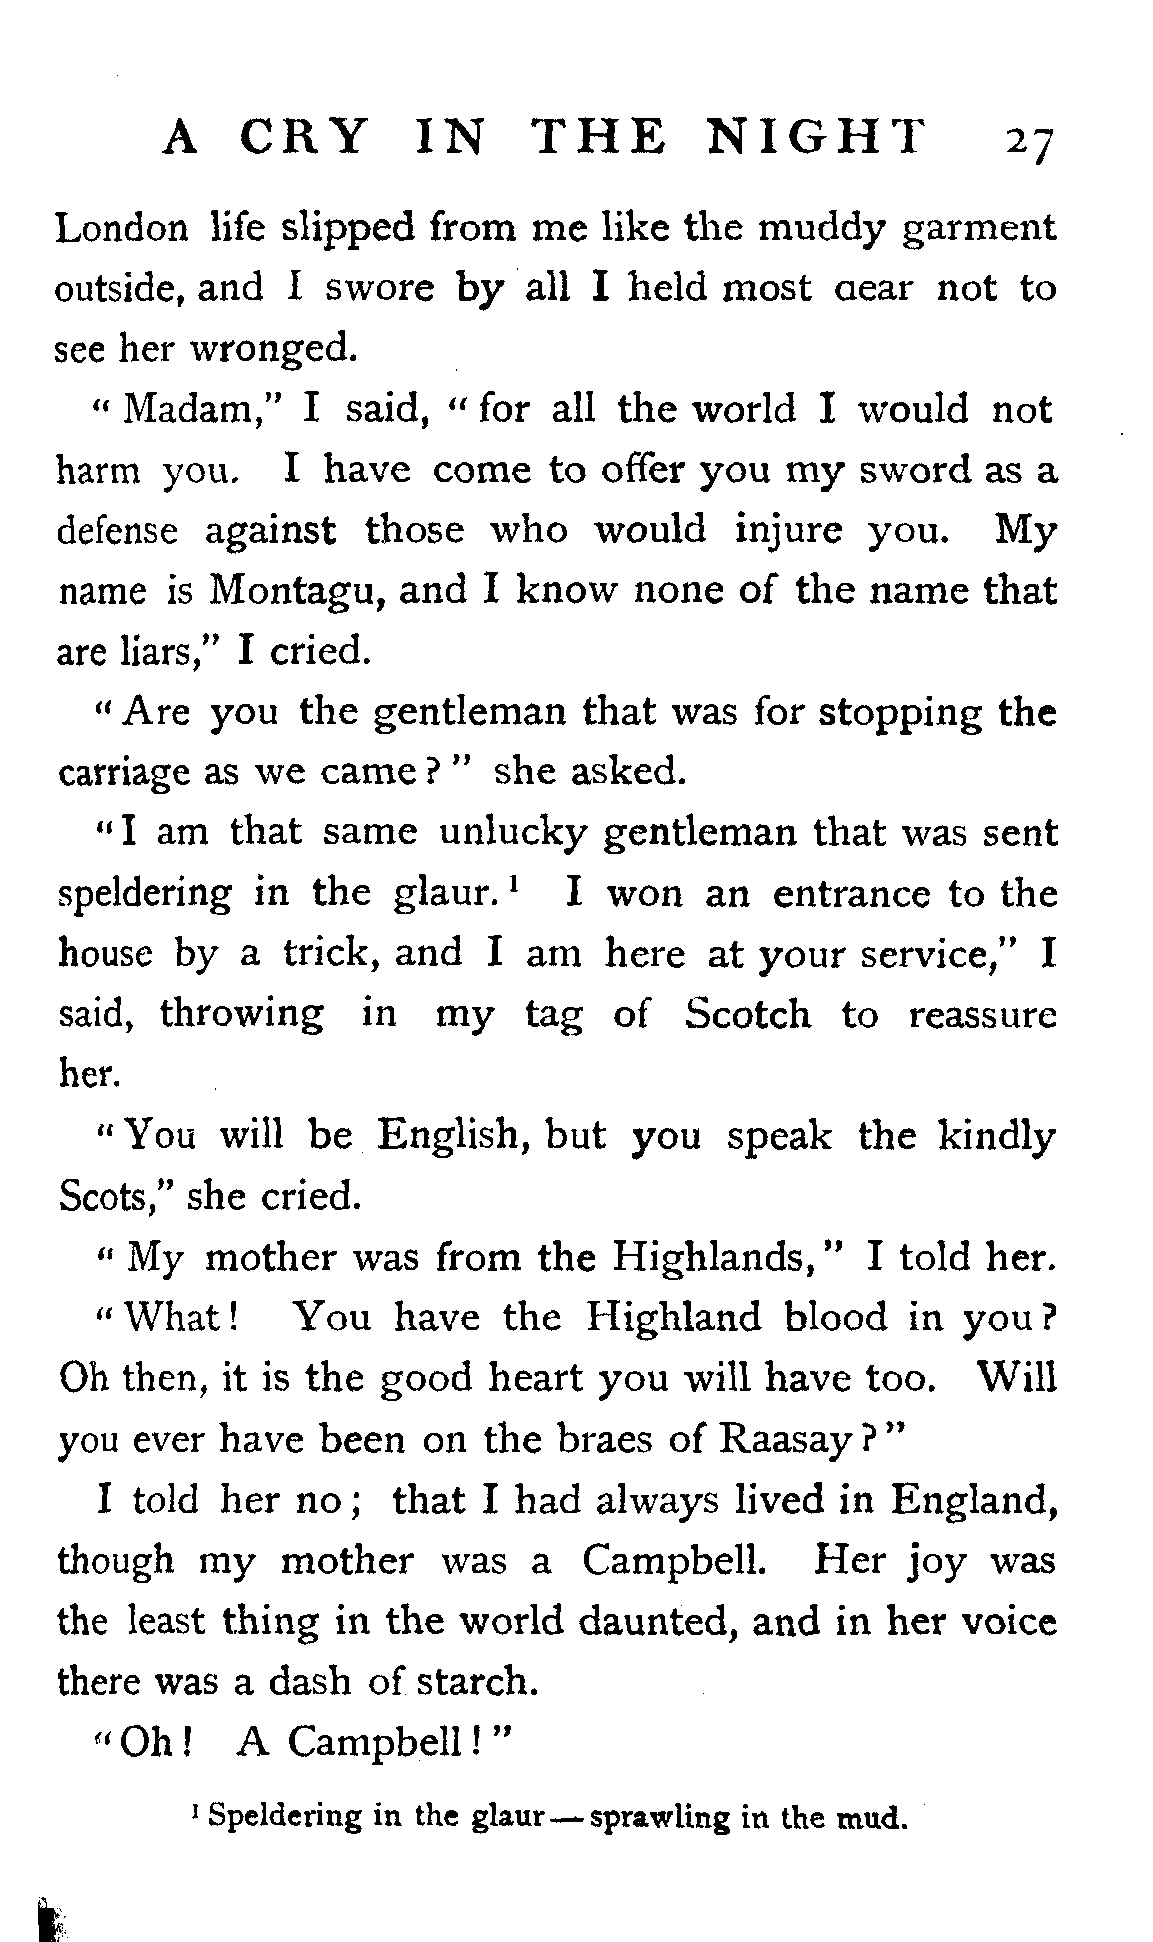 A CRY IN THE NIGHT 27
London life slipped from me like the muddy garment
outside, and I swore by all I held most dear not to
see her wronged.
" Madam," I said, " for all the world I would not
harm you. I have come to offer you my sword as a
defense against those who would injure you. My
name is Montagu, and I know none of the name that
are liars," I cried.
" Are you the gentleman that was for stopping the
carriage as we came ? " she asked.
" I am that same unlucky gentleman that was sent
speldering in the glaur. ¹ I won an entrance to the
house by a trick, and I am here at your service," I
said, throwing in my tag of Scotch to reassure
her.
" You will be English, but you speak the kindly
Scots," she cried.
" My mother was from the Highlands, " I told her.
" What ! You have the Highland blood in you ?
Oh then, it is the good heart you will have too. Will
you ever have been on the braes of Raasay ? "
I told her no ; that I had always lived in England,
though my mother was a Campbell. Her joy was
the least thing in the world daunted, and in her voice
there was a dash of starch.
" Oh ! A Campbell ! "
¹ Speldering in the glaur — sprawling in the mud.